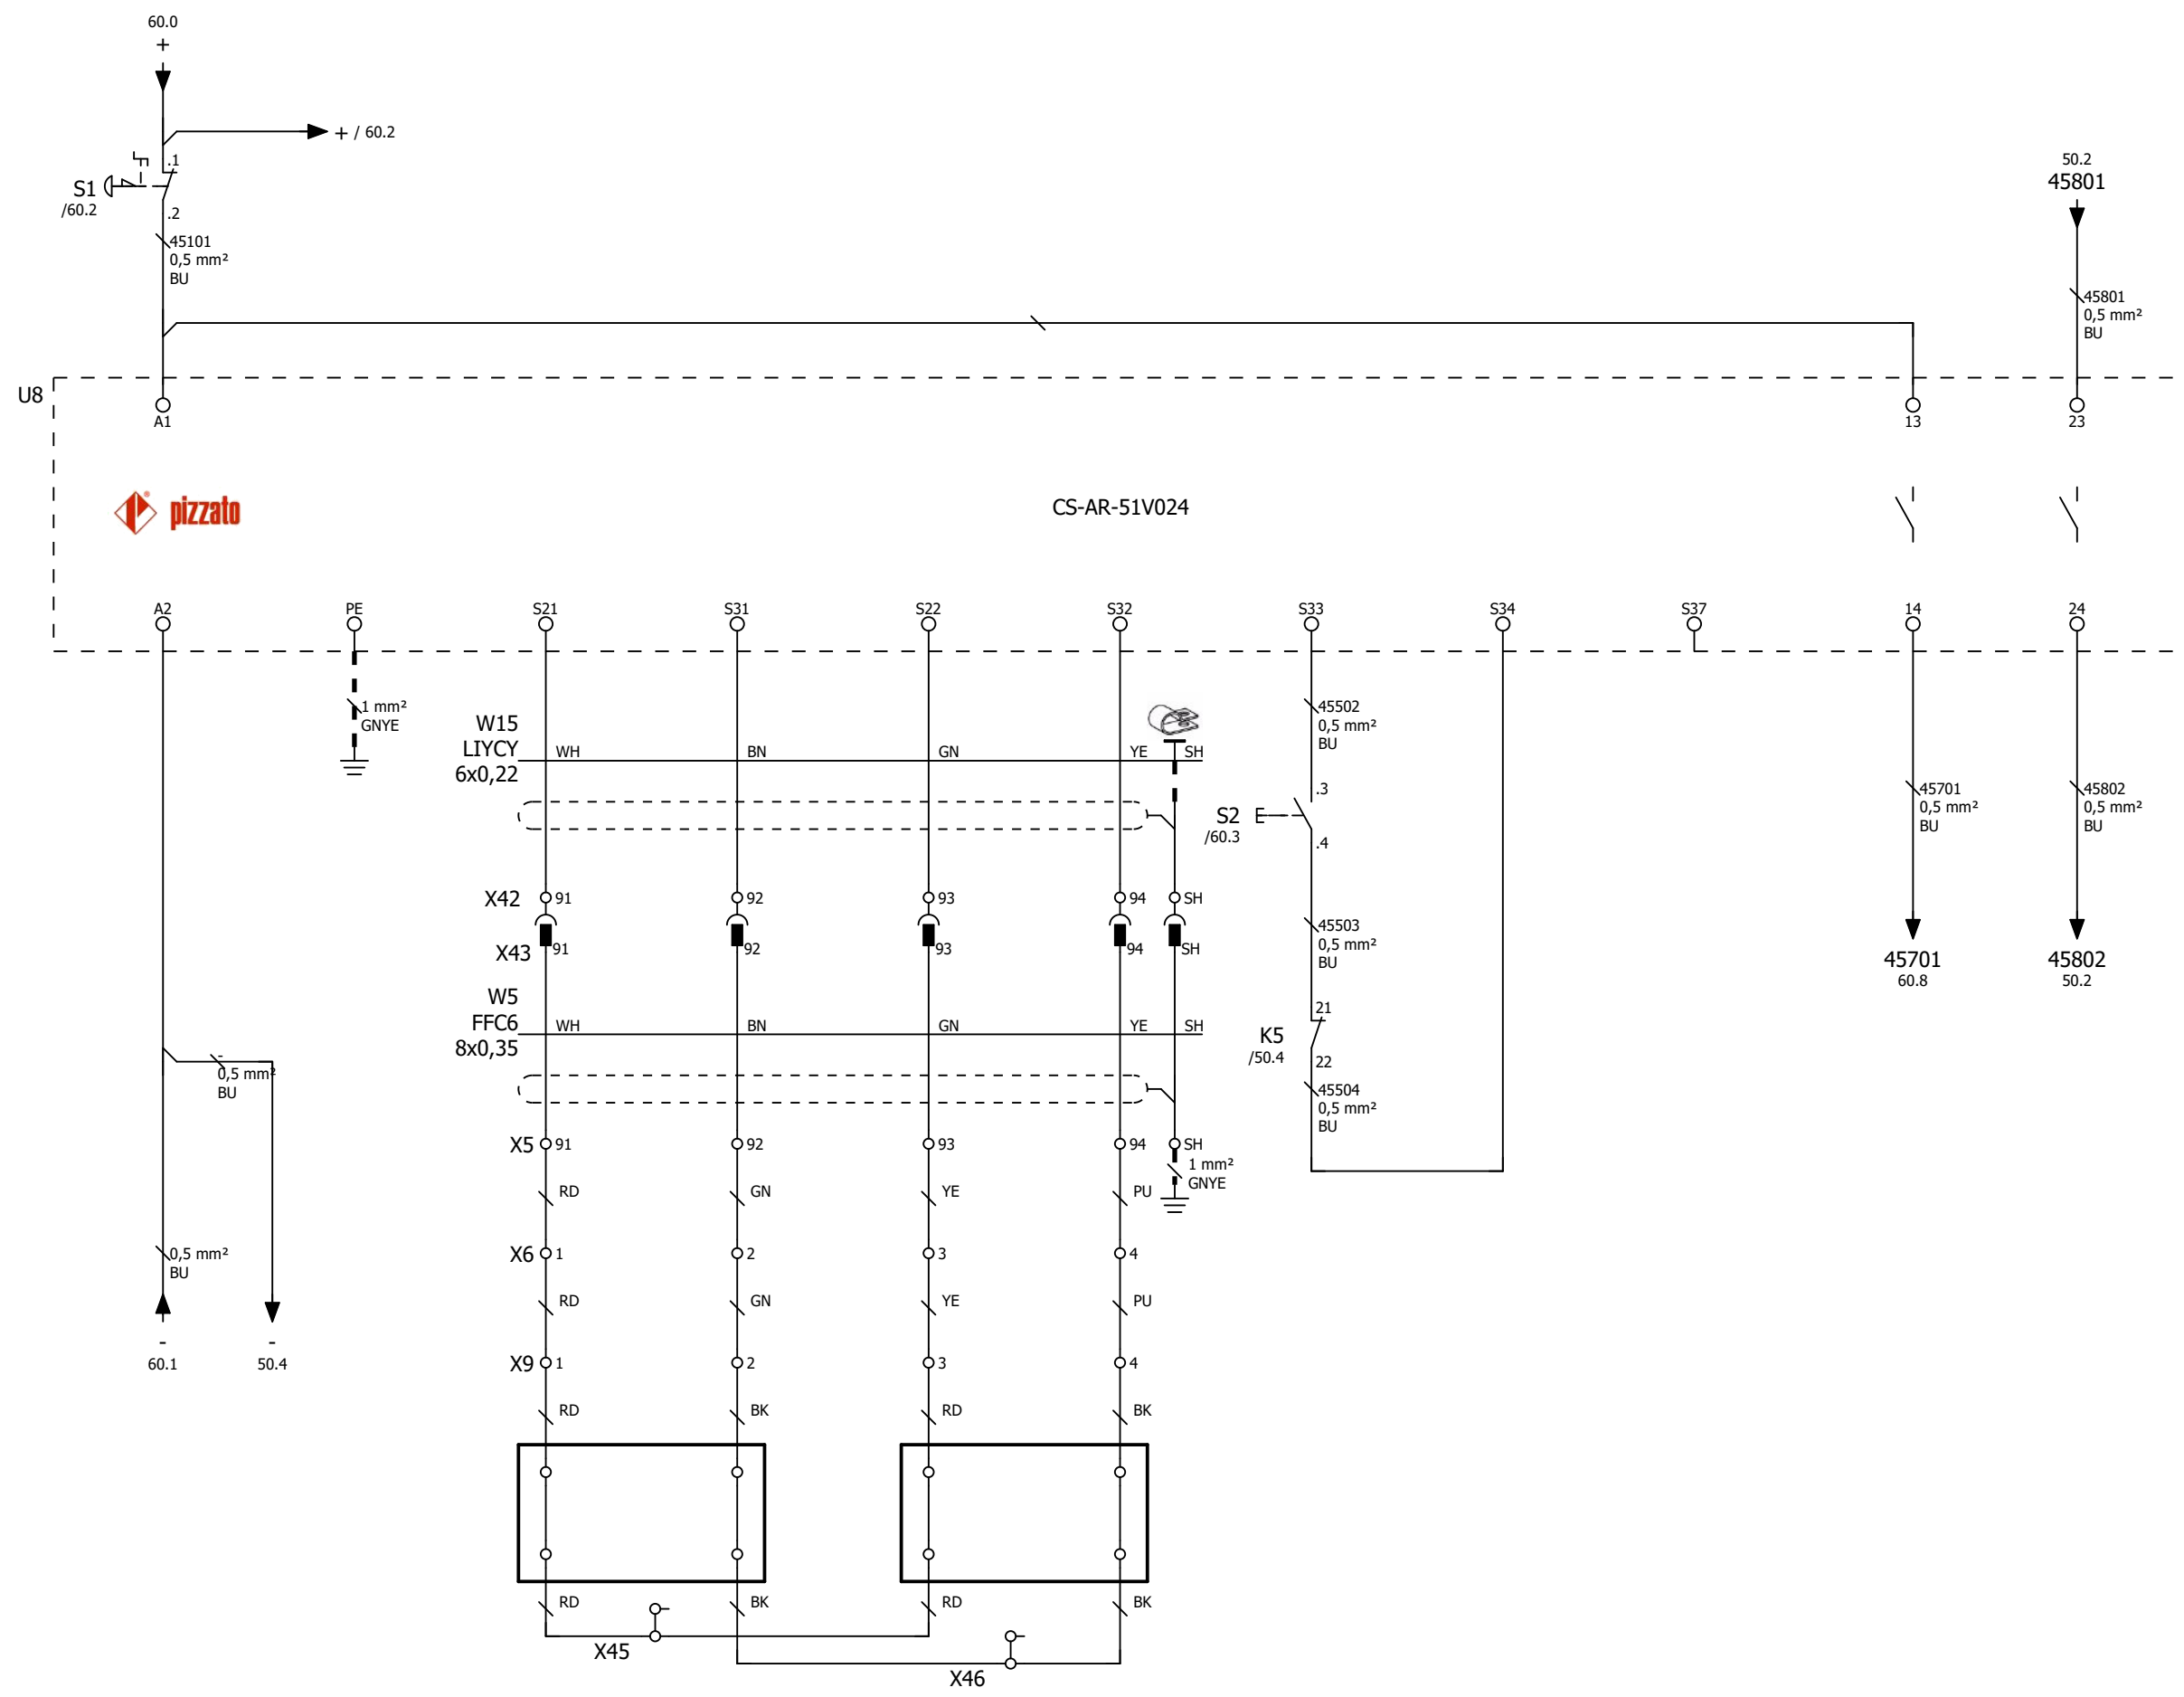 60.0
+
+ / 60.2
.1
S1
/60.2
.2
45101
0,5 mm²
BU
50.2
45801
45801
0,5 mm²
BU
U8
A1
13
23
pizzato
®
CS-AR-51V024
A2
PE
S21
S31
S22
S32
S33
S34
S37
14
24
1 mm²
GNYE
W15
LIYCY
6x0,22
WH
BN
GN
YE
SH
45502
0,5 mm²
BU
.3
S2
/60.3
.4
45701
0,5 mm²
BU
45802
0,5 mm²
BU
X42
91
92
93
94
SH
X43
91
92
93
94
SH
45503
0,5 mm²
BU
45701
60.8
45802
50.2
W5
FFC6
8x0,35
WH
BN
GN
YE
SH
21
K5
/50.4
22
45504
0,5 mm²
BU
-
0,5 mm²
BU
X5
91
92
93
94
SH
1 mm²
GNYE
RD
GN
YE
PU
0,5 mm²
BU
X6
1
2
3
4
RD
GN
YE
PU
-
60.1
-
50.4
X9
1
2
3
4
RD
BK
RD
BK
RD
BK
RD
BK
X45
X46